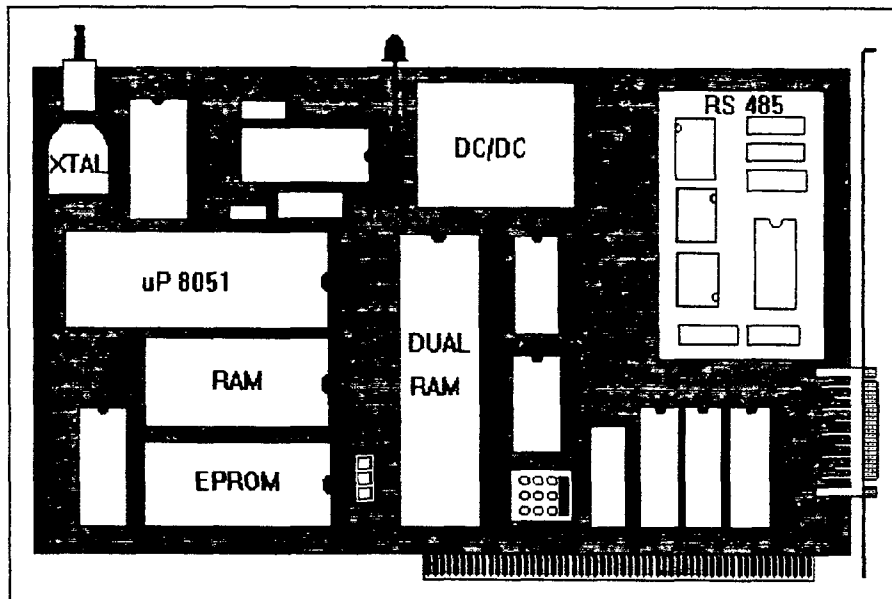 RS 485
XTAL
DC/DC
uP 8051
DUAL
RAM
RAM
EPROM